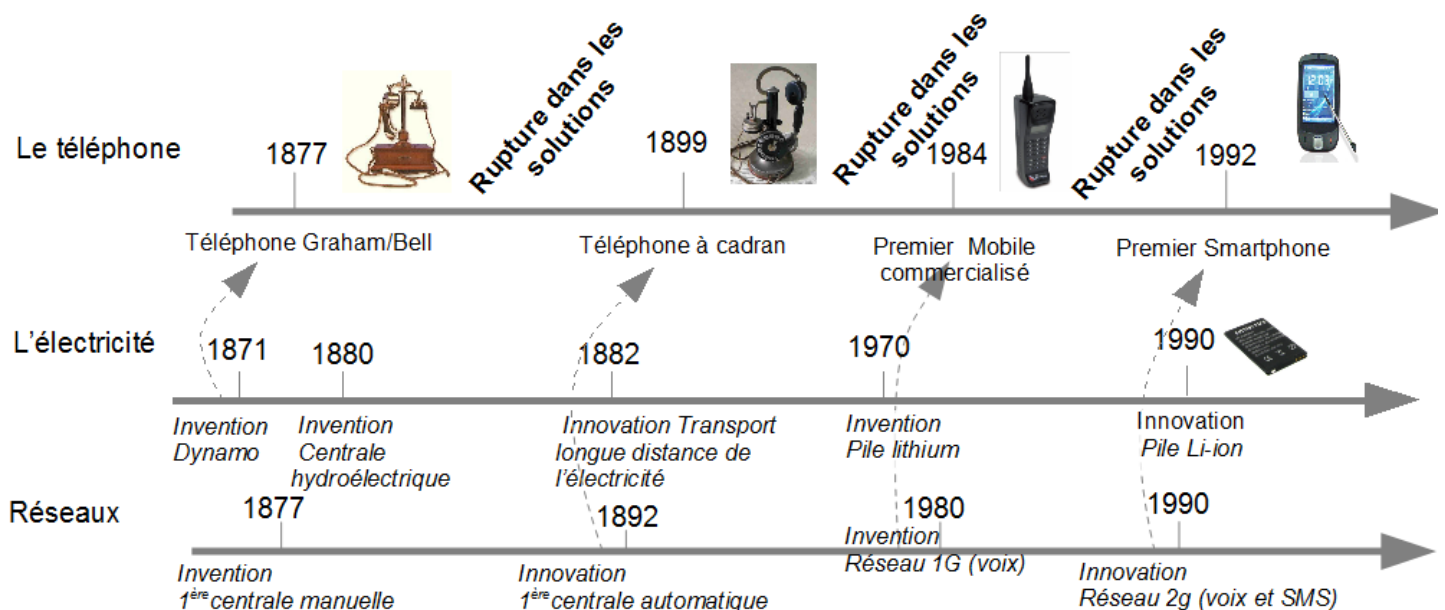 Rupture dans les
solutions
Rupture dans les
solutions
Rupture dans les
solutions
Le téléphone
1877
1899
1984
1992
12:03
Téléphone Graham/Bell
Téléphone à cadran
Premier Mobile
commercialisé
Premier Smartphone
L'électricité
1871
1880
1882
1970
1990
Invention
Dynamo
Invention
Centrale
hydroélectrique
Innovation Transport
longue distance de
l'électricité
Invention
Pile lithium
Innovation
Pile Li-ion
Réseaux
1877
1892
1980
1990
Invention
1ère centrale manuelle
Innovation
1ère centrale automatique
Invention
Réseau 1G (voix)
Innovation
Réseau 2g (voix et SMS)